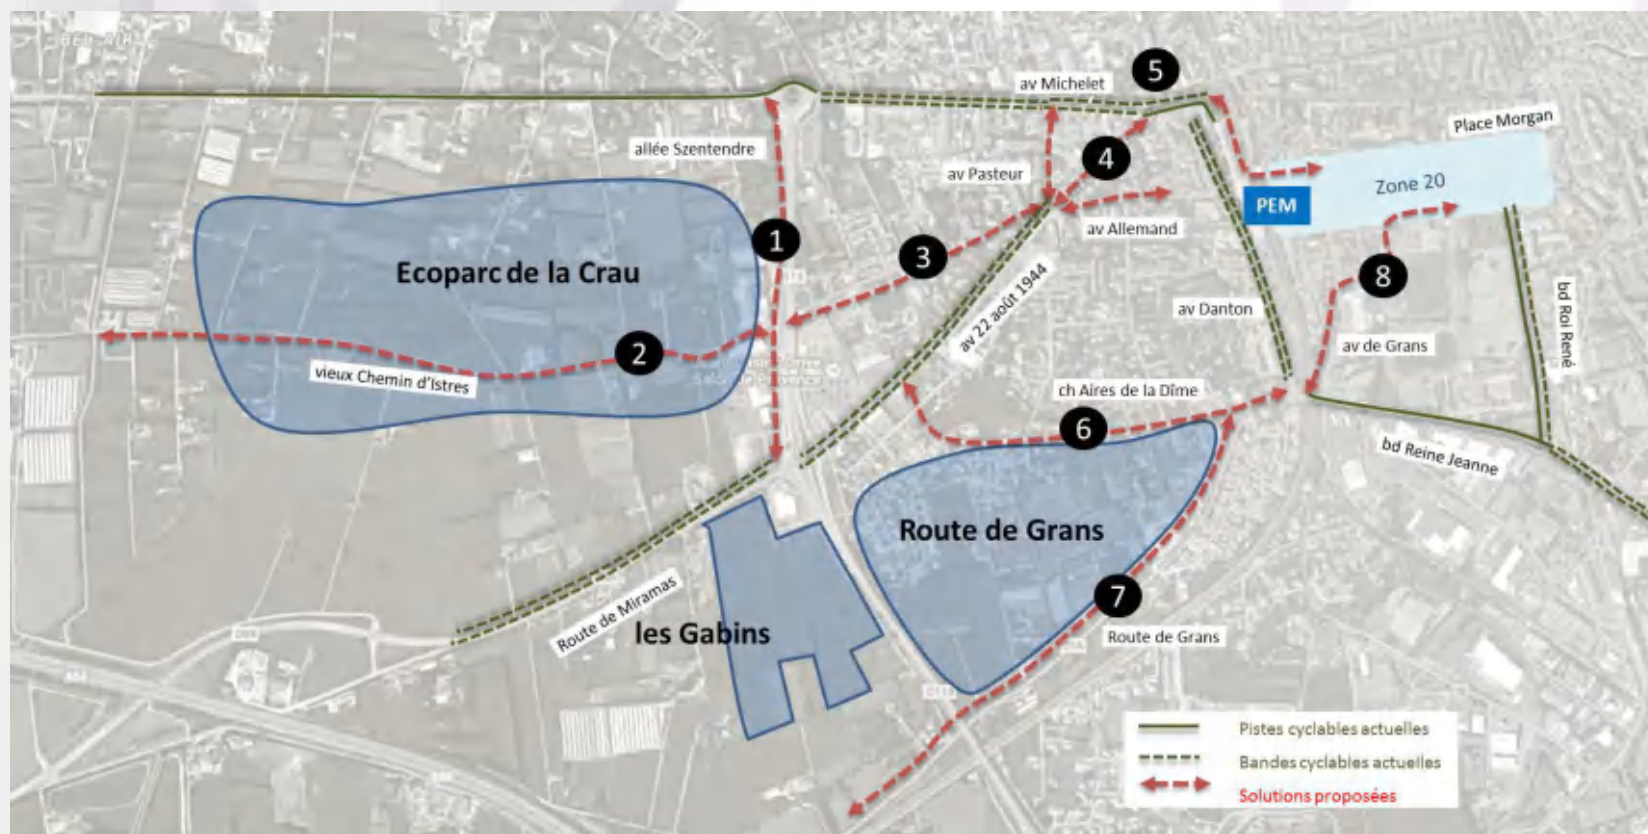 BEL-AIR
5
av Michelet
Place Morgan
allée Szentendre
4
av Pasteur
Zone 20
PEM
av Allemand
1
3
Ecoparc de la Crau
8
av 22 août 1944
av Danton
bd Roi René
2
av de Grans
vieux Chemin d'Istres
ch Aires de la Dîme
6
bd Reine Jeanne
Route de Grans
7
Route de Miramas
les Gabins
Route de Grans
Pistes cyclables actuelles
Bandes cyclables actuelles
Solutions proposées